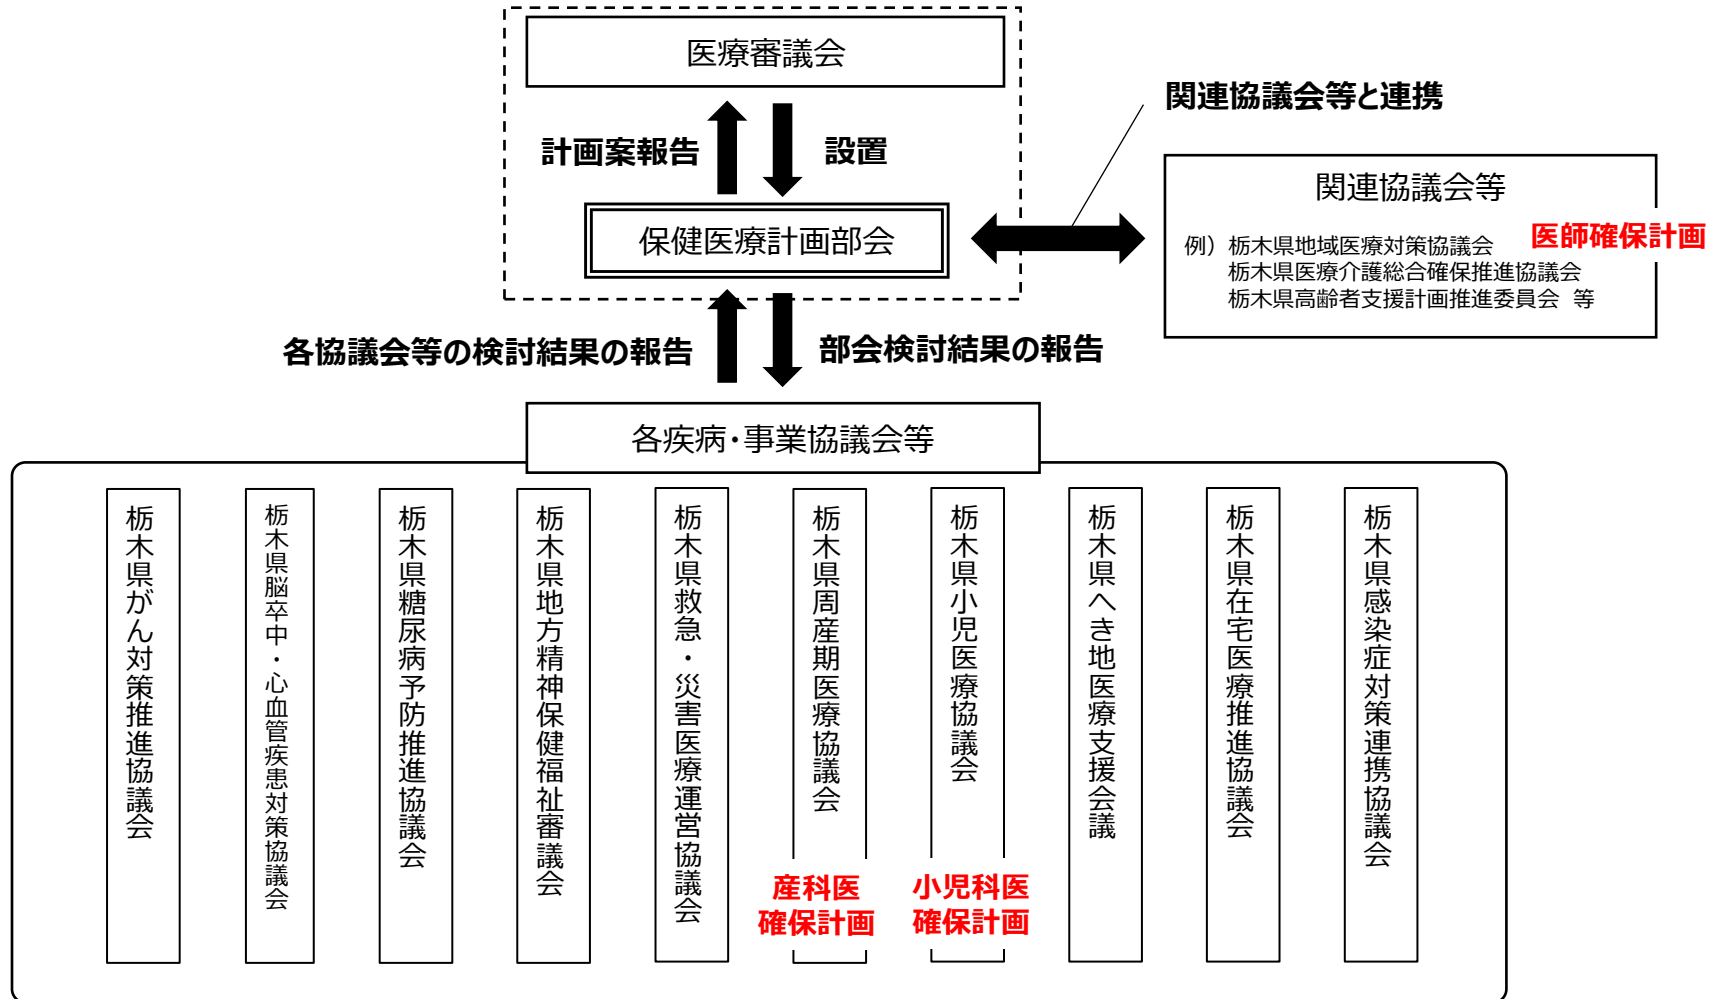 医療審議会
計画案報告
設置
関連協議会等と連携
保健医療計画部会
関連協議会等
例）栃木県地域医療対策協議会
医師確保計画
栃木県医療介護総合確保推進協議会
栃木県高齢者支援計画推進委員会 等
各協議会等の検討結果の報告
部会検討結果の報告
各疾病・事業協議会等
栃木県がん対策推進協議会
栃木県脳卒中・心血管疾患対策協議会
栃木県糖尿病予防推進協議会
栃木県地方精神保健福祉審議会
栃木県救急・災害医療運営協議会
栃木県周産期医療協議会
産科医
確保計画
栃木県小児医療協議会
小児科医
確保計画
栃木県へき地医療支援会議
栃木県在宅医療推進協議会
栃木県感染症対策連携協議会